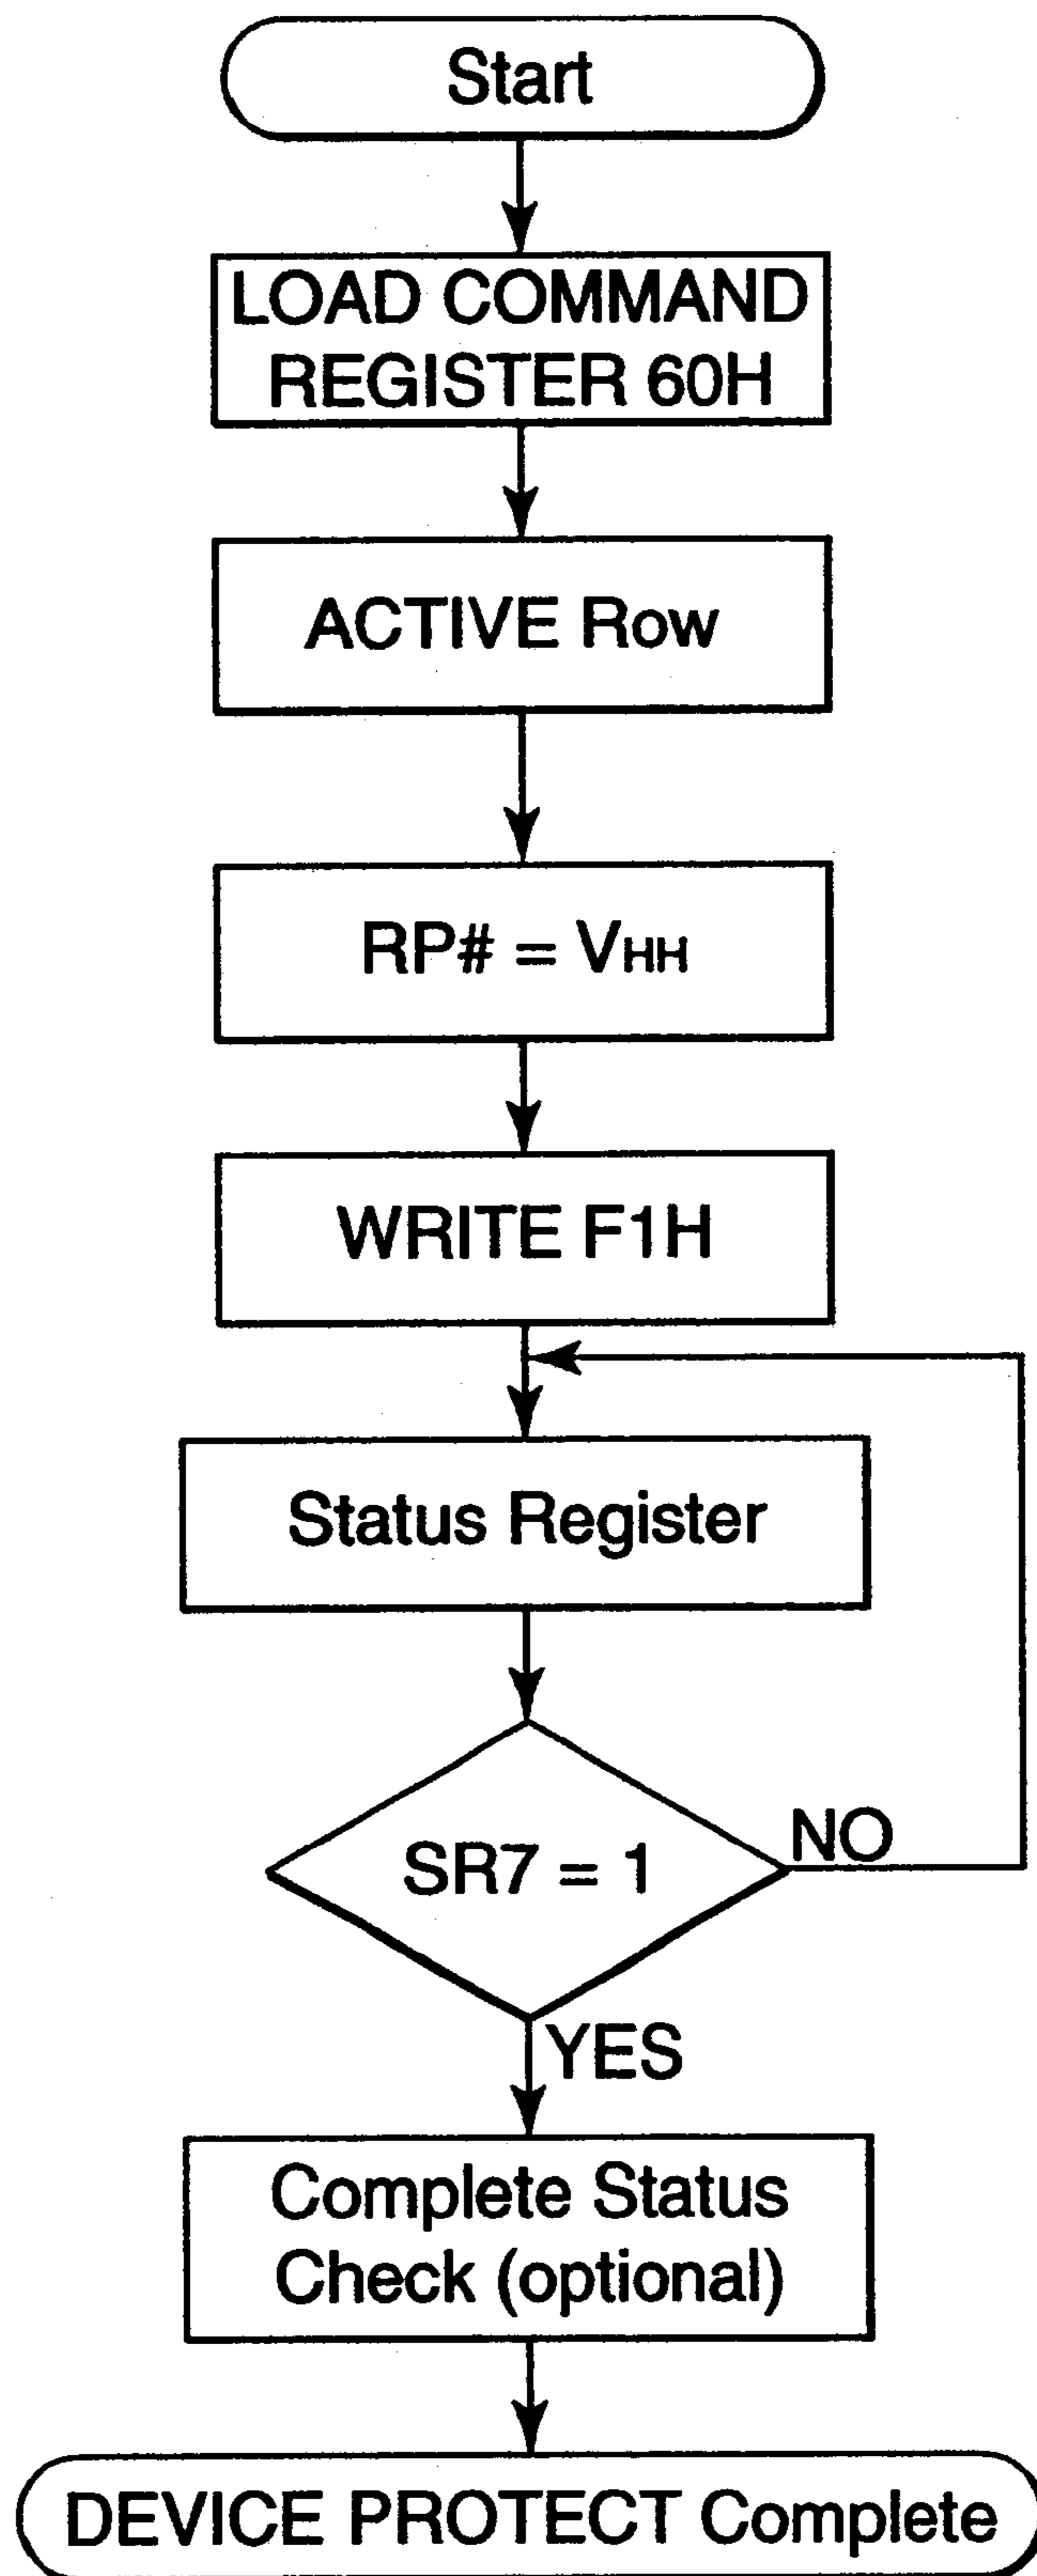 Start
LOAD COMMAND
REGISTER 60H
ACTIVE Row
RP# = VHH
WRITE F1H
Status Register
SR7 = 1
NO
YES
Complete Status
Check (optional)
DEVICE PROTECT Complete